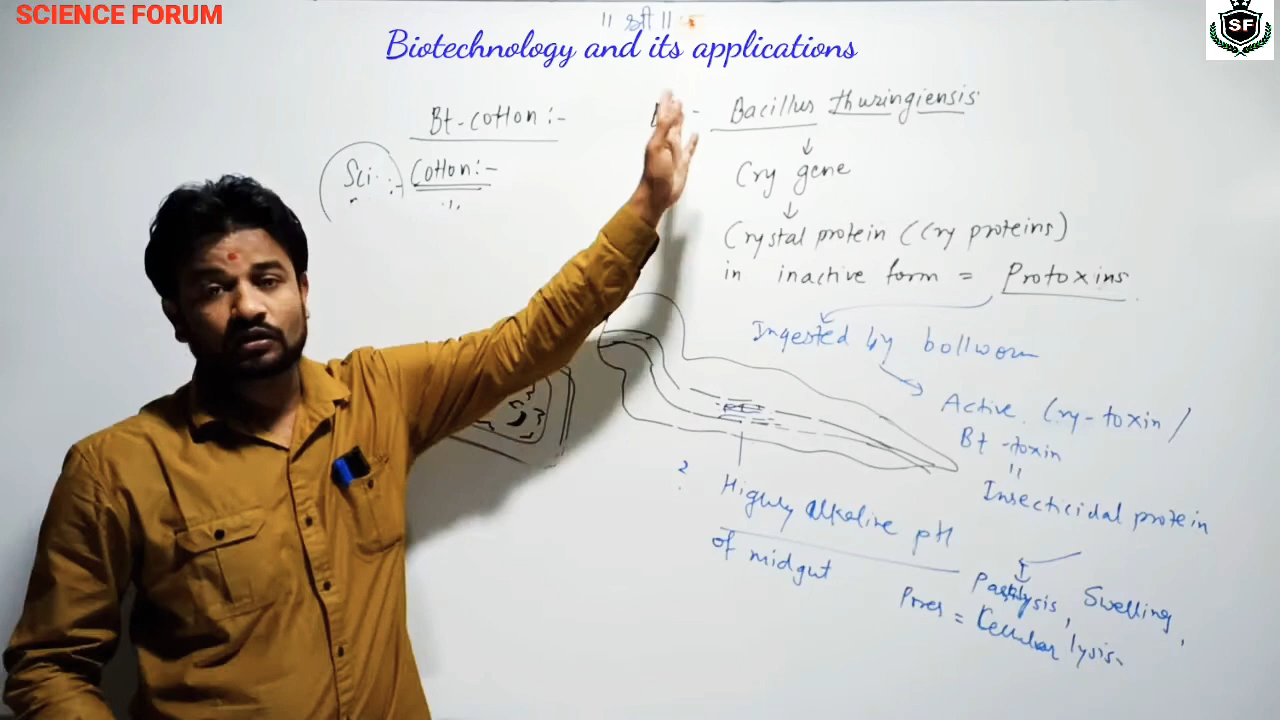 SCIENCE FORUM
SF
॥ श्री ॥
Biotechnology and its applications
Bt-cotton :-
Bacillus thuringiensis
Sci.
Cotton :-
Cry gene
Crystal protein (Cry proteins)
in inactive form = Protoxins
Ingested by bollworm
Active Cry-toxin /
Bt-toxin
"
Insecticidal protein
?
Highly alkaline pH
of midgut
Swelling,
Pores = Cellular lysis.